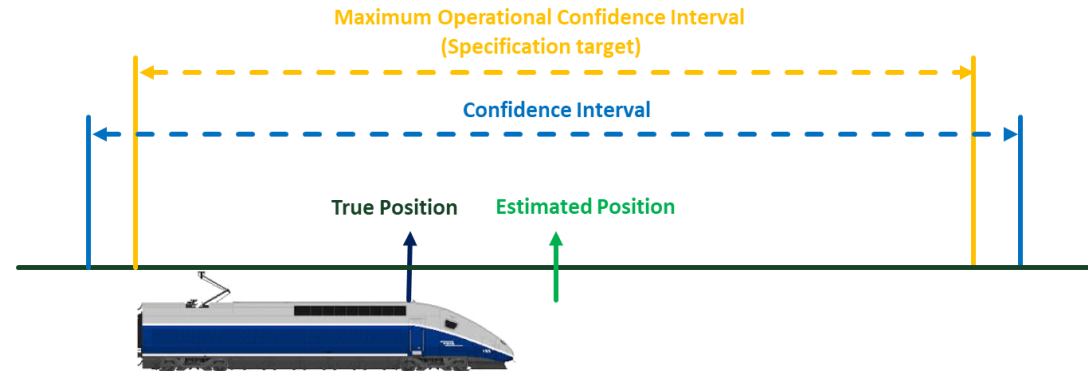 Maximum Operational Confidence Interval
(Specification target)
Confidence Interval
True Position
Estimated Position